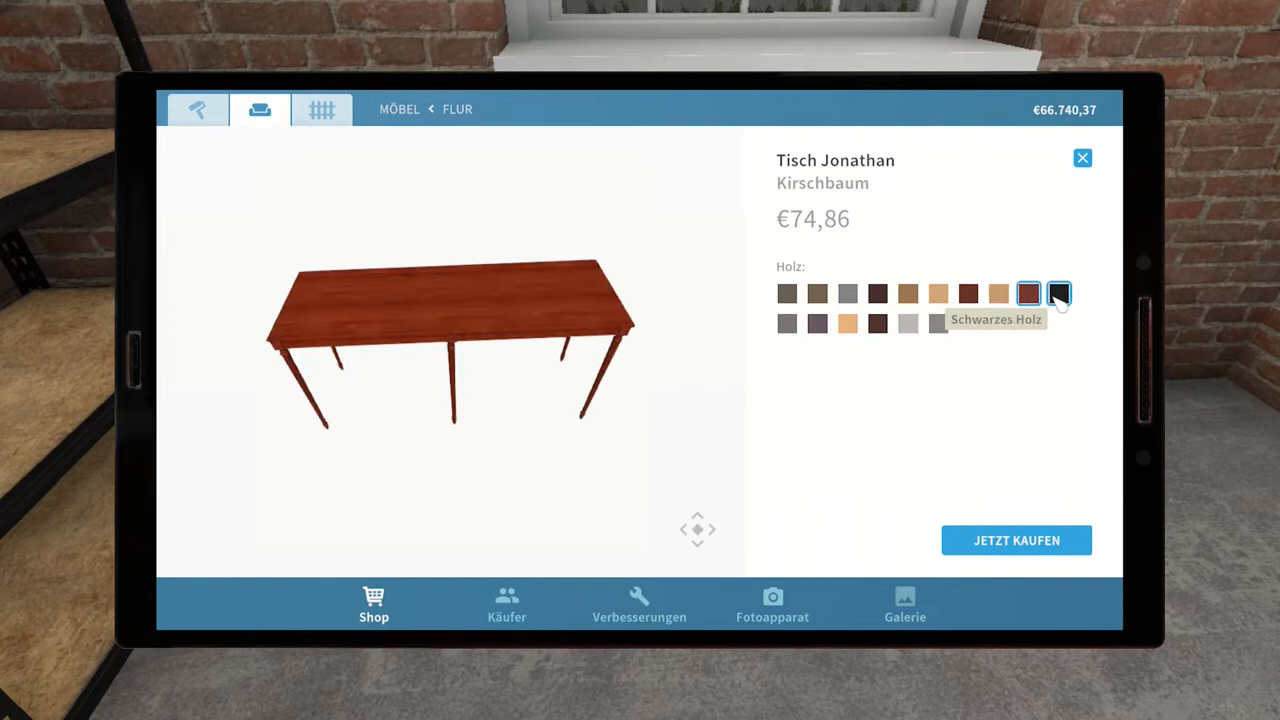 MÖBEL < FLUR
€66.740,37
Tisch Jonathan
Kirschbaum
€74,86
Holz:
Schwarzes Holz
JETZT KAUFEN
Shop
Käufer
Verbesserungen
Fotoapparat
Galerie